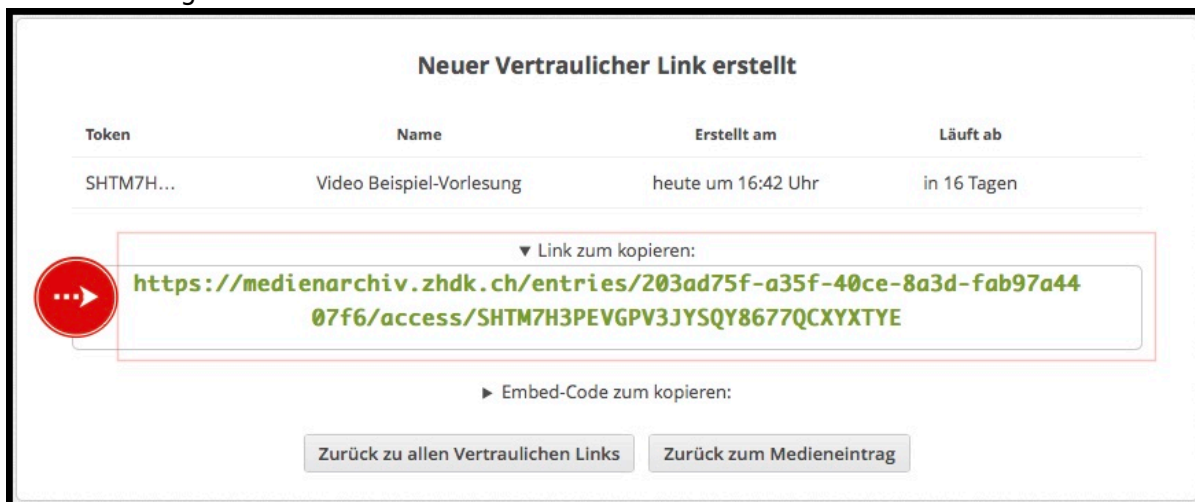 Neuer Vertraulicher Link erstellt
Token Name Erstellt am Läuft ab
SHTM7H... Video Beispiel-Vorlesung heute um 16:42 Uhr in 16 Tagen
▼ Link zum kopieren:
https://medienarchiv.zhdk.ch/entries/203ad75f-a35f-40ce-8a3d-fab97a44
07f6/access/SHTM7H3PEVGPV3JYSQY8677QCXYXTYE
► Embed-Code zum kopieren:
Zurück zu allen Vertraulichen Links Zurück zum Medieneintrag